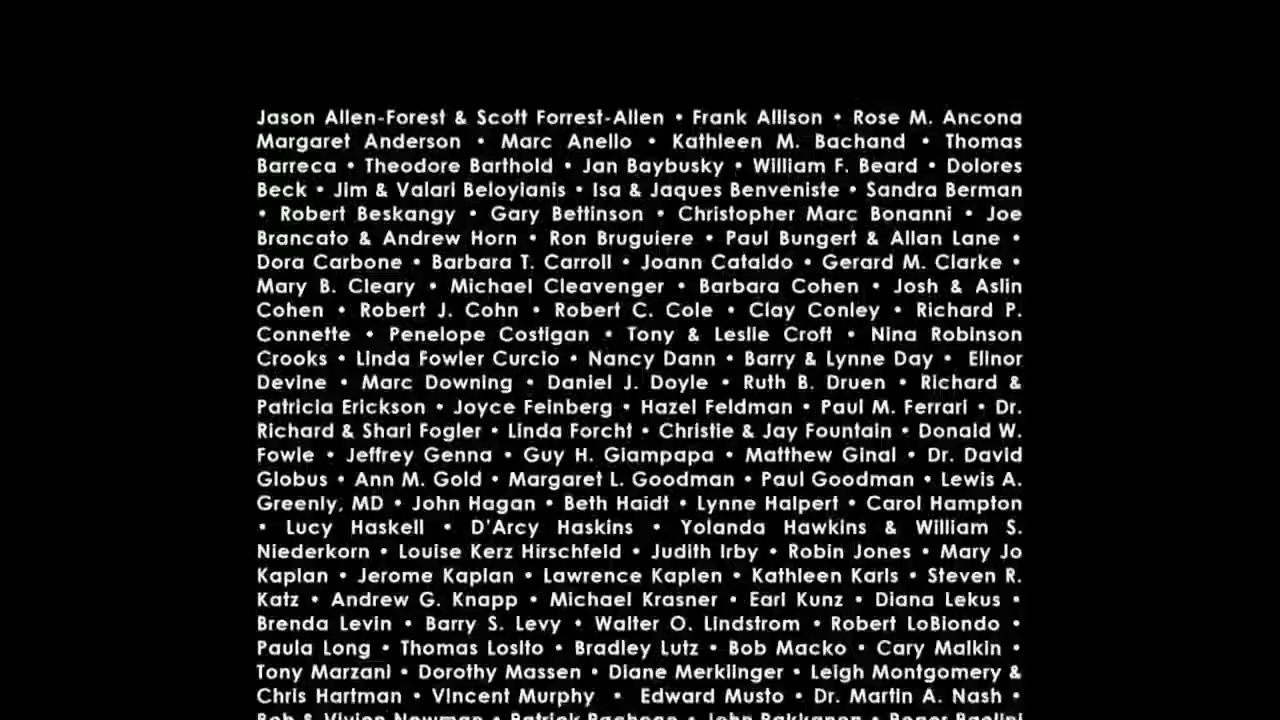 Jason Allen-Forest & Scott Forrest-Allen • Frank Allison • Rose M. Ancona
Margaret Anderson • Marc Anello • Kathleen M. Bachand • Thomas
Barreca • Theodore Barthold • Jan Baybusky • William F. Beard • Dolores
Beck • Jim & Valari Beloyianis • Isa & Jaques Benveniste • Sandra Berman
• Robert Beskangy • Gary Bettinson • Christopher Marc Bonanni • Joe
Brancato & Andrew Horn • Ron Bruguiere • Paul Bungert & Allan Lane •
Dora Carbone • Barbara T. Carroll • Joann Cataldo • Gerard M. Clarke •
Mary B. Cleary • Michael Cleavenger • Barbara Cohen • Josh & Aslin
Cohen • Robert J. Cohn • Robert C. Cole • Clay Conley • Richard P.
Connette • Penelope Costigan • Tony & Leslie Croft • Nina Robinson
Crooks • Linda Fowler Curcio • Nancy Dann • Barry & Lynne Day • Elinor
Devine • Marc Downing • Daniel J. Doyle • Ruth B. Druen • Richard &
Patricia Erickson • Joyce Feinberg • Hazel Feldman • Paul M. Ferrari • Dr.
Richard & Shari Fogler • Linda Forcht • Christie & Jay Fountain • Donald W.
Fowle • Jeffrey Genna • Guy H. Giampapa • Matthew Ginal • Dr. David
Globus • Ann M. Gold • Margaret L. Goodman • Paul Goodman • Lewis A.
Greenly, MD • John Hagan • Beth Haidt • Lynne Halpert • Carol Hampton
• Lucy Haskell • D'Arcy Haskins • Yolanda Hawkins & William S.
Niederkorn • Louise Kerz Hirschfeld • Judith Irby • Robin Jones • Mary Jo
Kaplan • Jerome Kaplan • Lawrence Kaplen • Kathleen Karls • Steven R.
Katz • Andrew G. Knapp • Michael Krasner • Earl Kunz • Diana Lekus •
Brenda Levin • Barry S. Levy • Walter O. Lindstrom • Robert LoBiondo •
Paula Long • Thomas Losito • Bradley Lutz • Bob Macko • Cary Malkin •
Tony Marzani • Dorothy Massen • Diane Merklinger • Leigh Montgomery &
Chris Hartman • Vincent Murphy • Edward Musto • Dr. Martin A. Nash •
Bob & Vivien Newman • Patrick • John • Roger